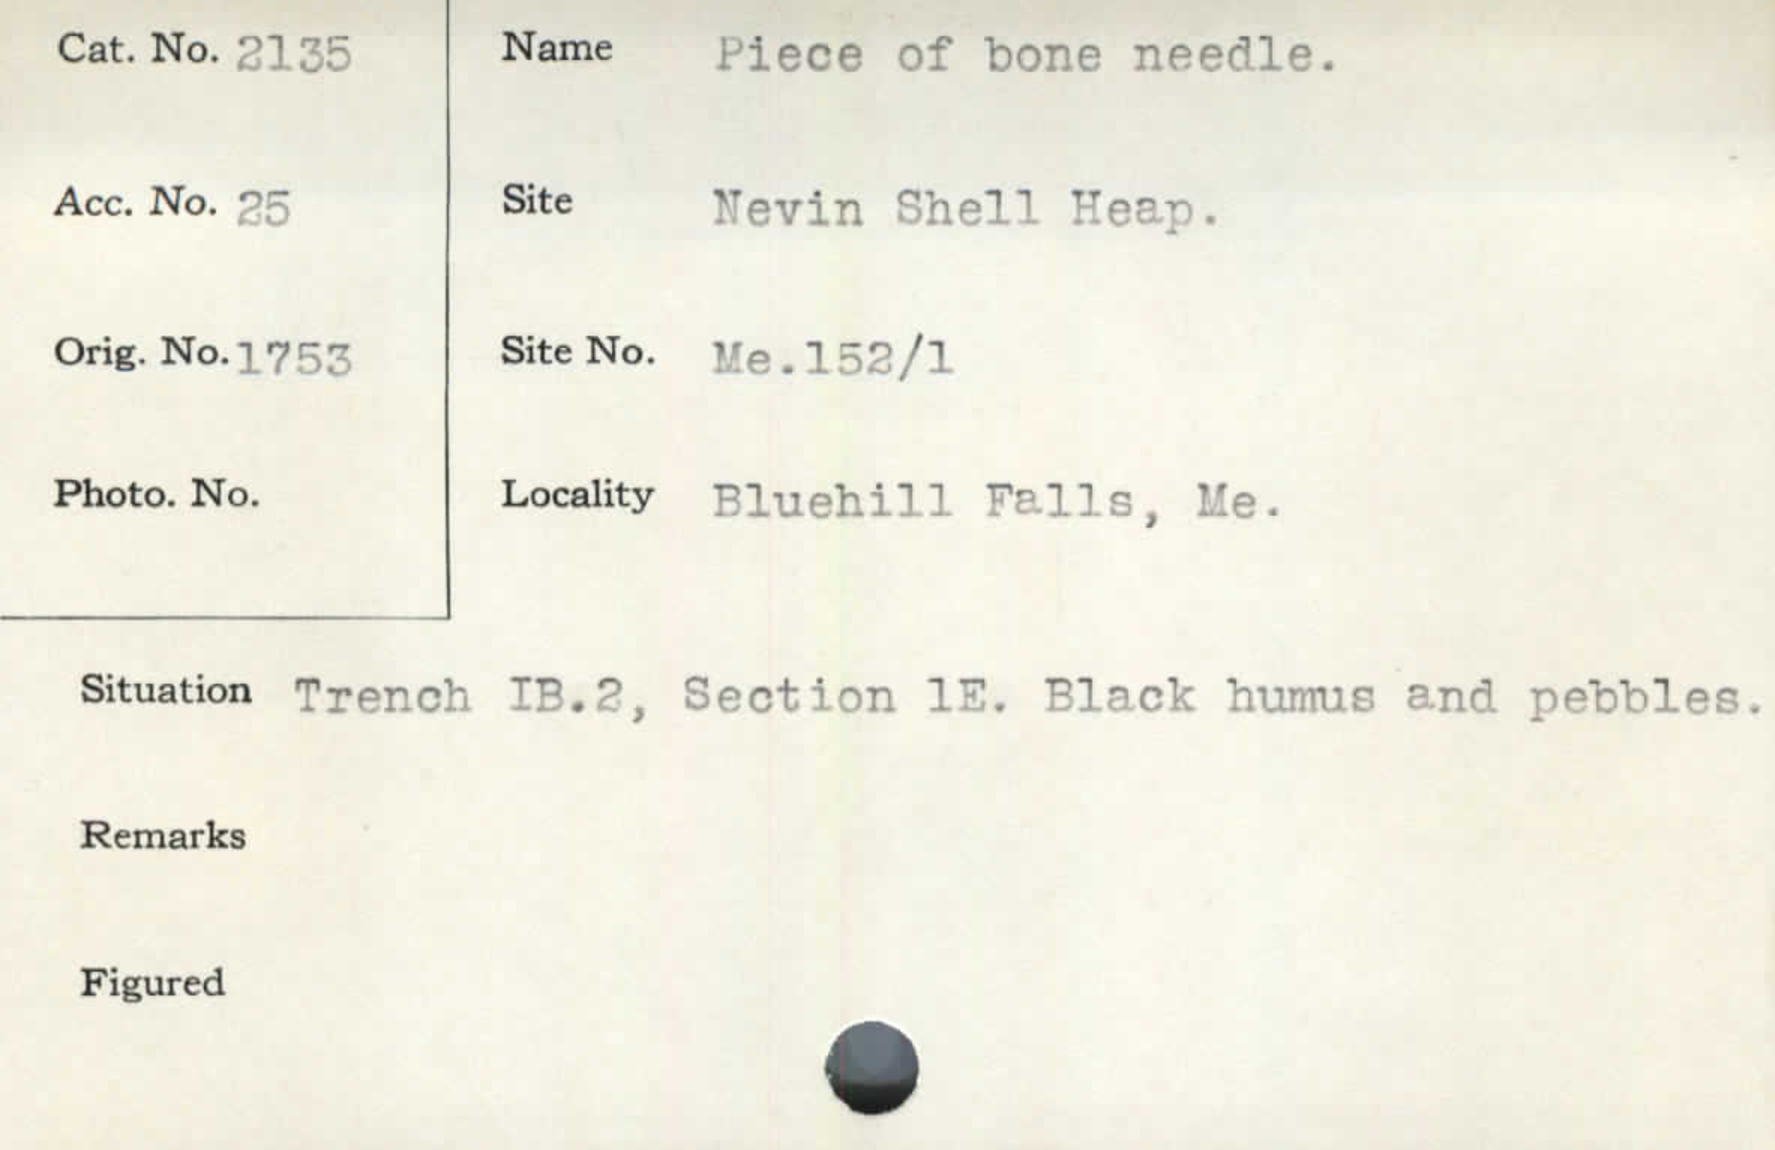 Cat. No. 2135
Name Piece of bone needle.
Acc. No. 25
Site Nevin Shell Heap.
Orig. No. 1753
Site No. Me.152/1
Photo. No.
Locality Bluehill Falls, Me.
Situation Trench IB.2, Section 1E. Black humus and pebbles.
Remarks
Figured